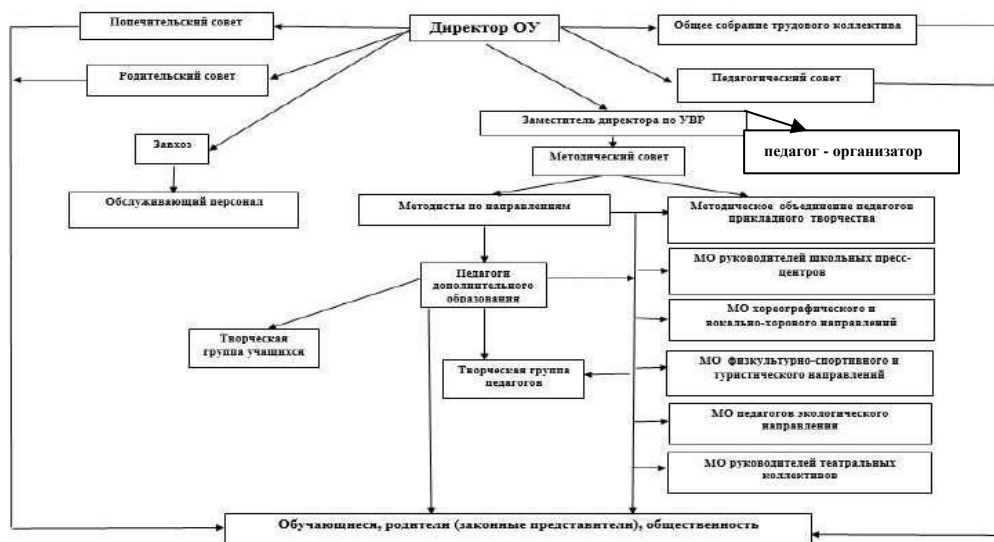 Попечительский совет
Директор ОУ
Общее собрание трудового коллектива
Родительский совет
Педагогический совет
Заместитель директора по УВР
Завхоз
педагог - организатор
Методический совет
Обслуживающий персонал
Методисты по направлениям
Методическое объединение педагогов
прикладного творчества
МО руководителей школьных пресс-
центров
Педагоги
дополнительного
образования
МО хореографического и
вокально-хорового направлений
Творческая
группа учащихся
Творческая группа
педагогов
МО физкультурно-спортивного и
туристического направлений
МО педагогов экологического
направления
МО руководителей театральных
коллективов
Обучающиеся, родители (законные представители), общественность